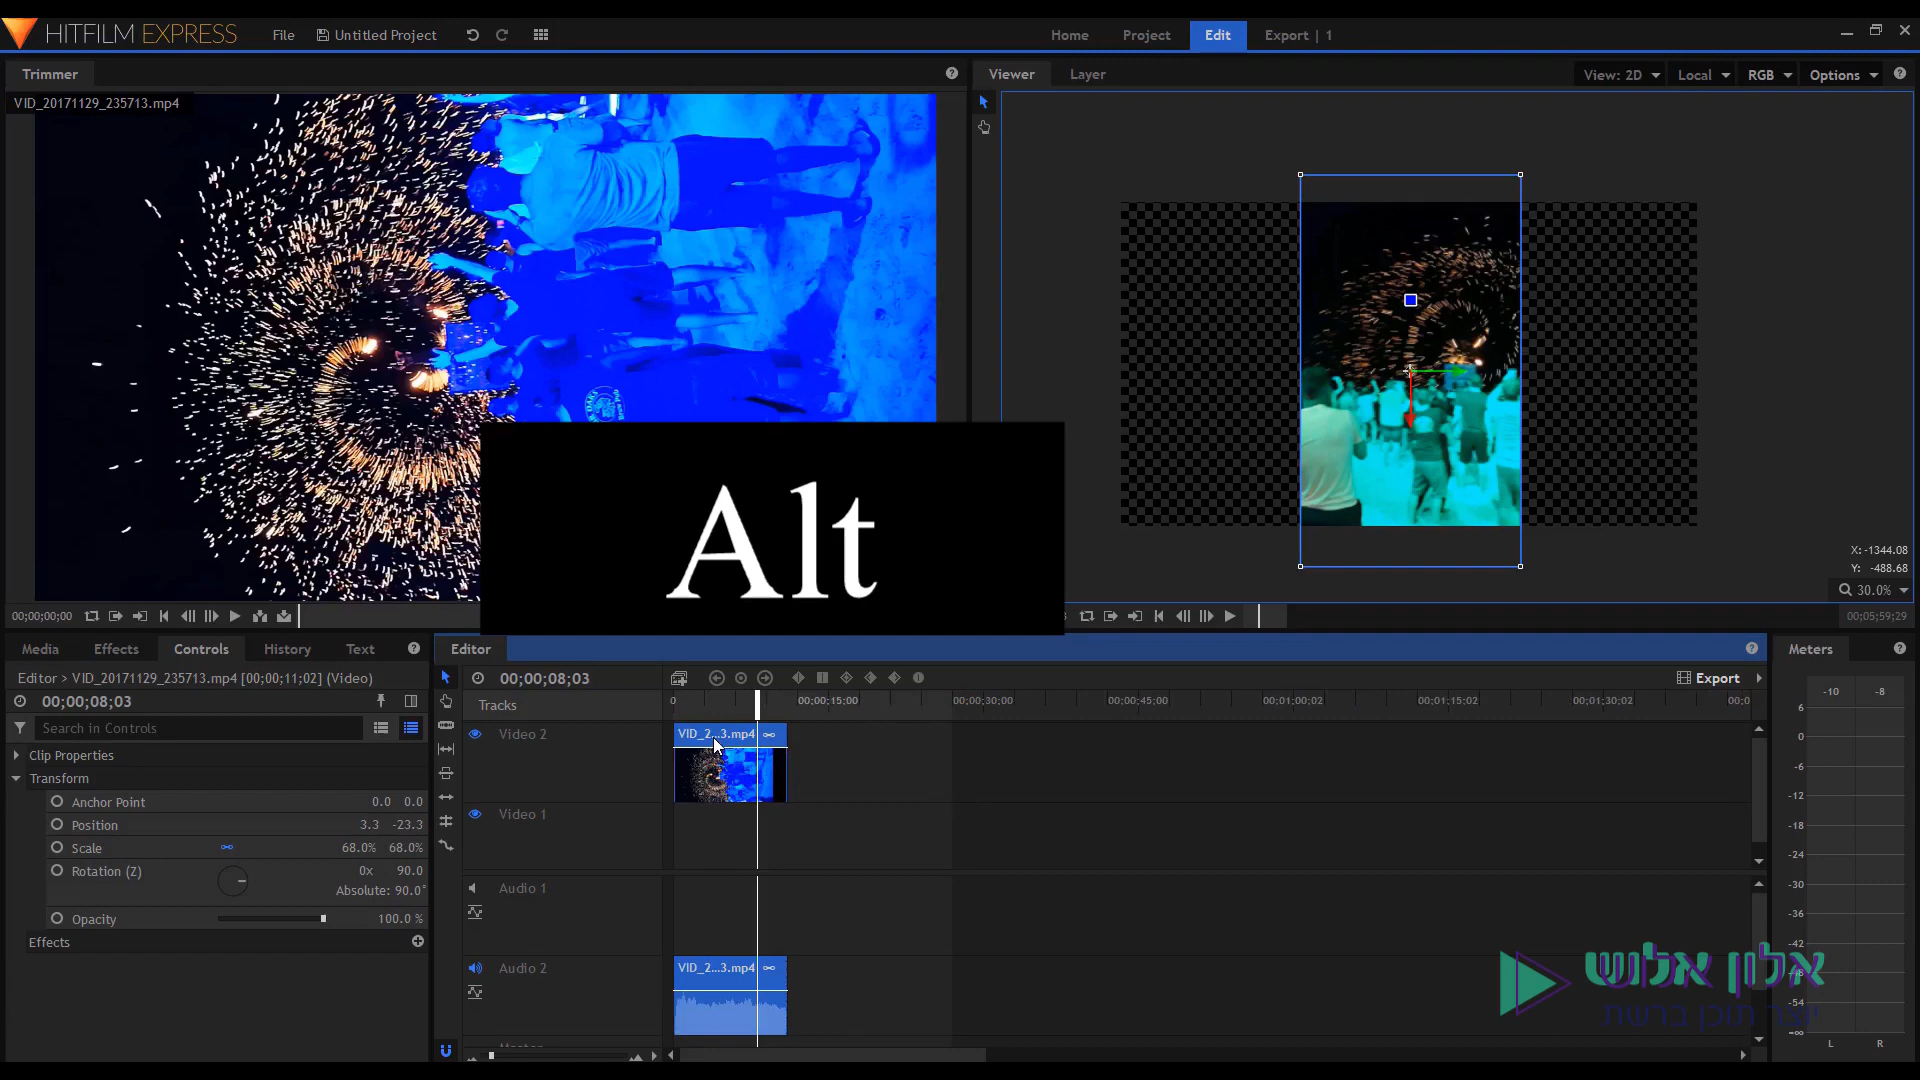 HITFILM EXPRESS
File
Untitled Project
Home
Project
Edit
Export | 1
Trimmer
VID_20171129_235713.mp4
Viewer
Layer
View: 2D
Local
RGB
Options
Alt
X: -1344.08
Y: -488.68
30.0%
00;00;00;00
00;05;59;29
Media
Effects
Controls
History
Text
Editor
Meters
Editor > VID_20171129_235713.mp4 [00;00;11;02] (Video)
00;00;08;03
00;00;08;03
Export
-10
-8
Tracks
0
00;00;15;00
00;00;30;00
00;00;45;00
00;01;00;02
00;01;15;02
00;01;30;02
00;0
Search in Controls
Clip Properties
Transform
Anchor Point 0.0 0.0
Position 3.3 -23.3
Scale 68.0% 68.0%
Rotation (Z) 0x 90.0
Absolute: 90.0°
Opacity 100.0 %
Effects
Video 2
VID_2...3.mp4
Video 1
Audio 1
Audio 2
VID_2...3.mp4
6
0
-6
-12
-18
-24
-30
-36
-42
-48
-54
-∞
L
R
אלון אלוש
יוצר תוכן ברשת